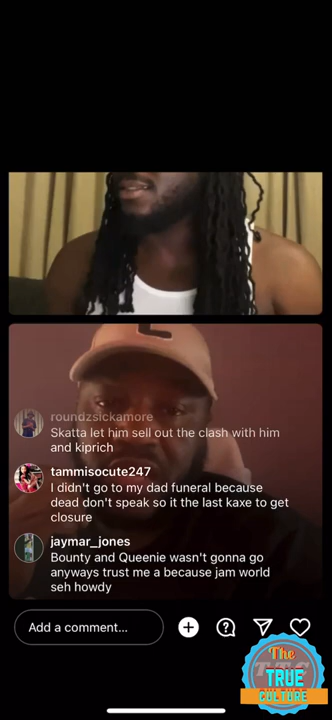 L
roundzsickamore
Skatta let him sell out the clash with him
and kiprich
tammisocute247
I didn't go to my dad funeral because
dead don't speak so it the last kaxe to get
closure
jaymar_jones
Bounty and Queenie wasn't gonna go
anyways trust me a because jam world
seh howdy
Add a comment...
The
TRUE
CULTURE